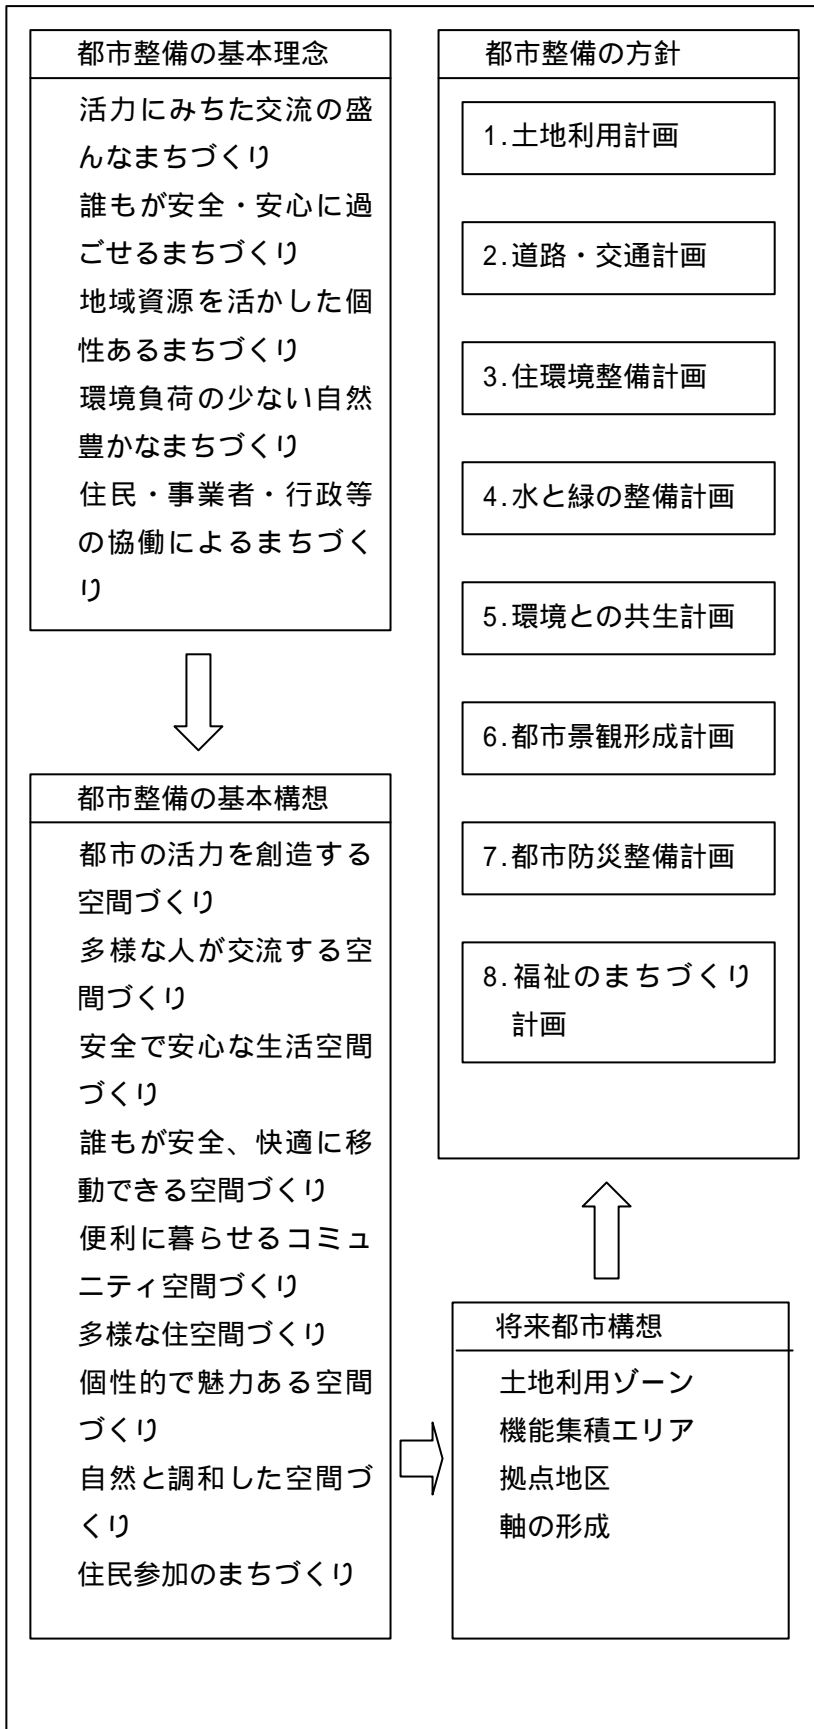 都市整備の基本理念
活力にみちた交流の盛
んなまちづくり
誰もが安全・安心に過
ごせるまちづくり
地域資源を活かした個
性あるまちづくり
環境負荷の少ない自然
豊かなまちづくり
住民・事業者・行政等
の協働によるまちづく
り
都市整備の基本構想
都市の活力を創造する
空間づくり
多様な人が交流する空
間づくり
安全で安心な生活空間
づくり
誰もが安全、快適に移
動できる空間づくり
便利に暮らせるコミュ
ニティ空間づくり
多様な住空間づくり
個性的で魅力ある空間
づくり
自然と調和した空間づ
くり
住民参加のまちづくり
将来都市構想
土地利用ゾーン
機能集積エリア
拠点地区
軸の形成
都市整備の方針
1.土地利用計画
2.道路・交通計画
3.住環境整備計画
4.水と緑の整備計画
5.環境との共生計画
6.都市景観形成計画
7.都市防災整備計画
8.福祉のまちづくり
計画